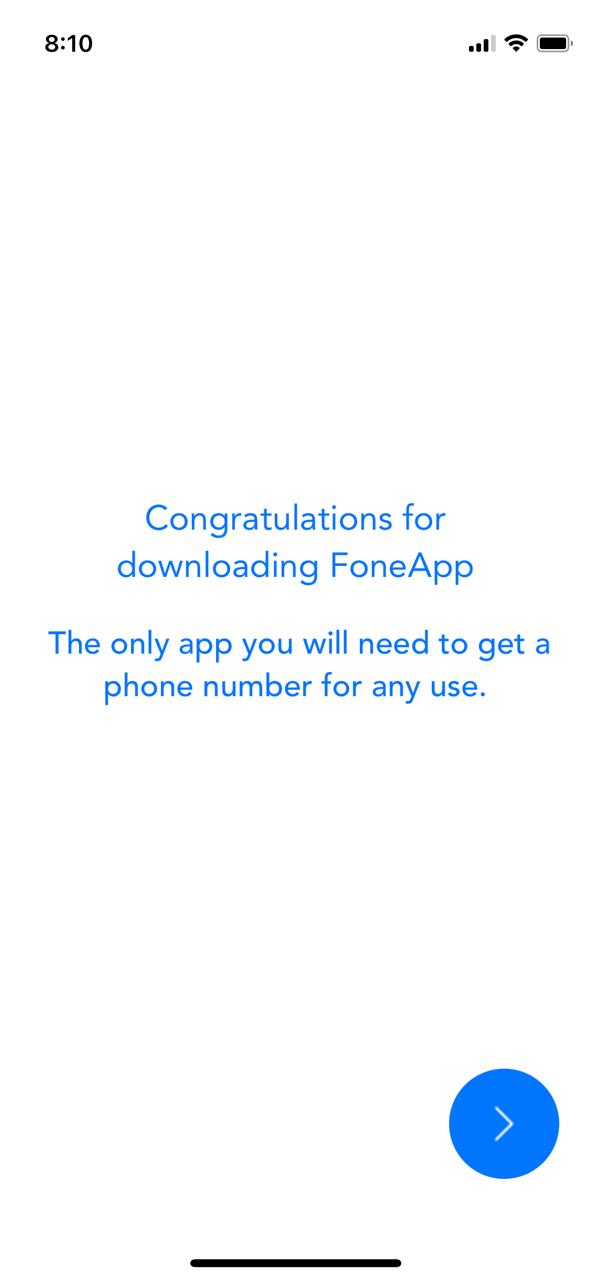 8:10
Congratulations for
downloading FoneApp
The only app you will need to get a
phone number for any use.